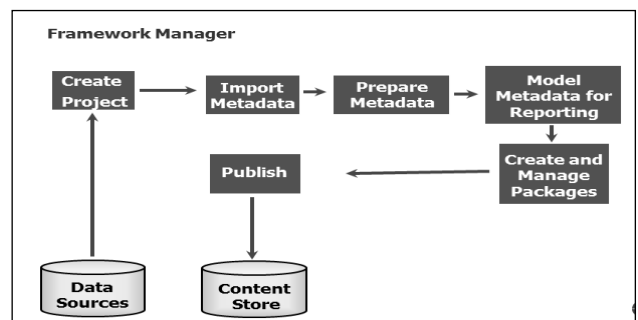 Framework Manager
Create
Project
Import
Metadata
Prepare
Metadata
Model
Metadata for
Reporting
Create and
Manage
Packages
Publish
Data
Sources
Content
Store